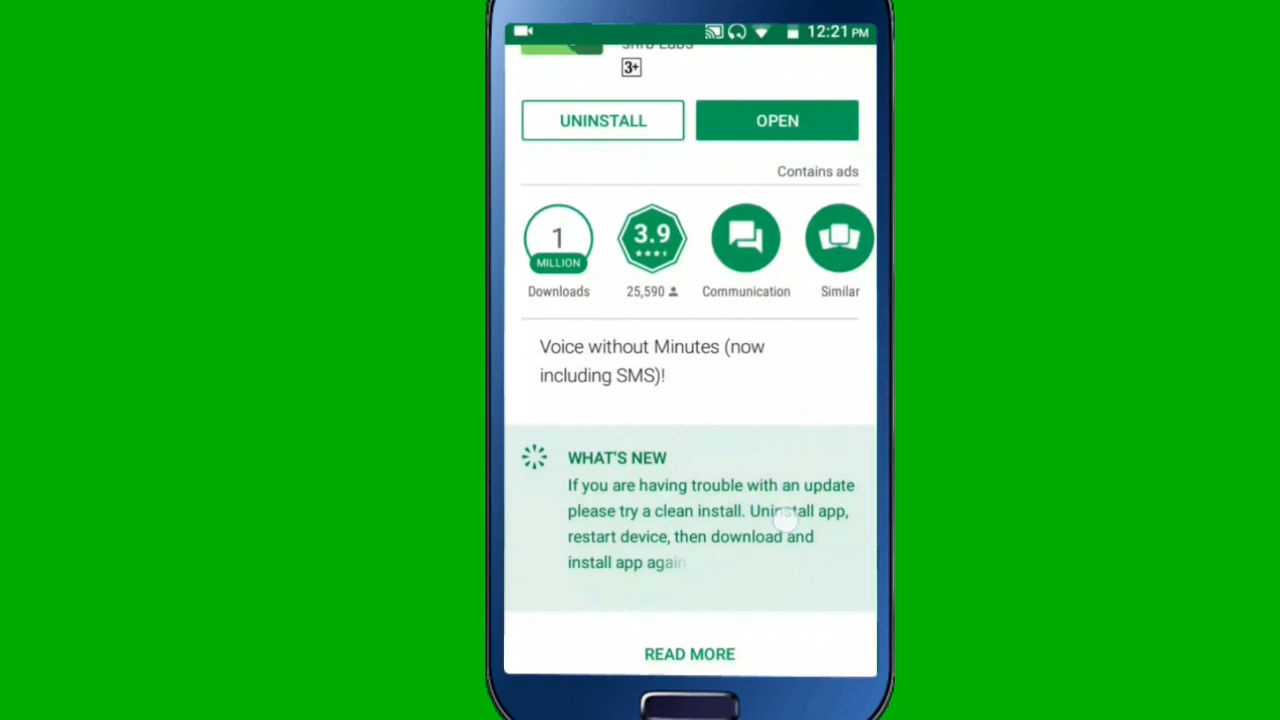 12:21 PM
Labs
3+
UNINSTALL
OPEN
Contains ads
1
MILLION
3.9
Downloads
25,590
Communication
Similar
Voice without Minutes (now
including SMS)!
WHAT'S NEW
If you are having trouble with an update
please try a clean install. Uninstall app,
restart device, then download and
install app again
READ MORE